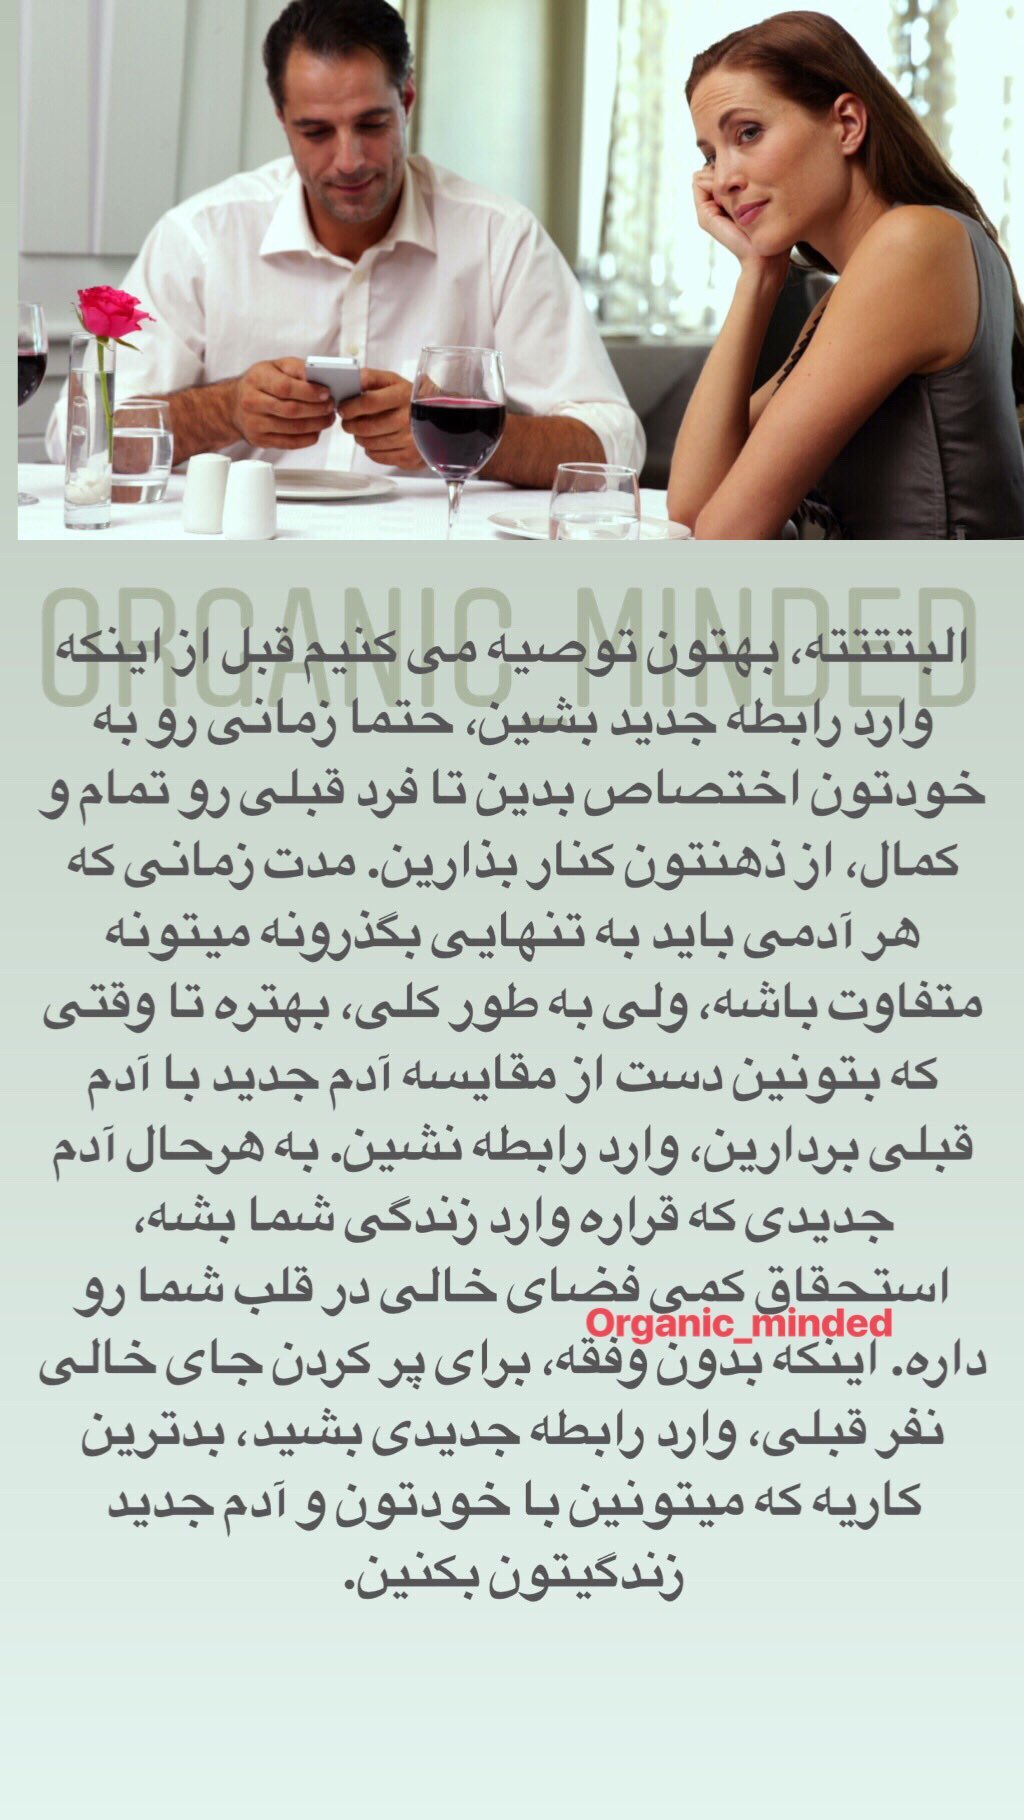 ORGANIC_MINDED
البتتتته، بهتون توصیه می کنیم قبل از اینکه
وارد رابطه جدید بشین، حتما زمانی رو به
خودتون اختصاص بدین تا فرد قبلی رو تمام و
کمال، از ذهنتون کنار بذارین. مدت زمانی که
هر آدمی باید به تنهایی بگذرونه میتونه
متفاوت باشه، ولی به طور کلی، بهتره تا وقتی
که بتونین دست از مقایسه آدم جدید با آدم
قبلی بردارین، وارد رابطه نشین. به هرحال آدم
جدیدی که قراره وارد زندگی شما بشه،
استحقاق کمی فضای خالی در قلب شما رو
Organic_minded
داره. اینکه بدون وفقه، برای پر کردن جای خالی
نفر قبلی، وارد رابطه جدیدی بشید، بدترین
کاریه که میتونین با خودتون و آدم جدید
زندگیتون بکنین.